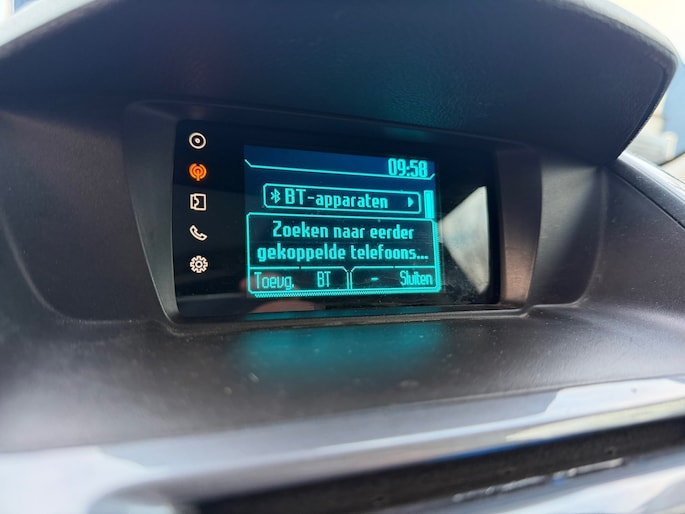 09:58
BT-apparaten
Zoeken naar eerder
gekoppelde telefoons...
Toevg. BT - Sluiten